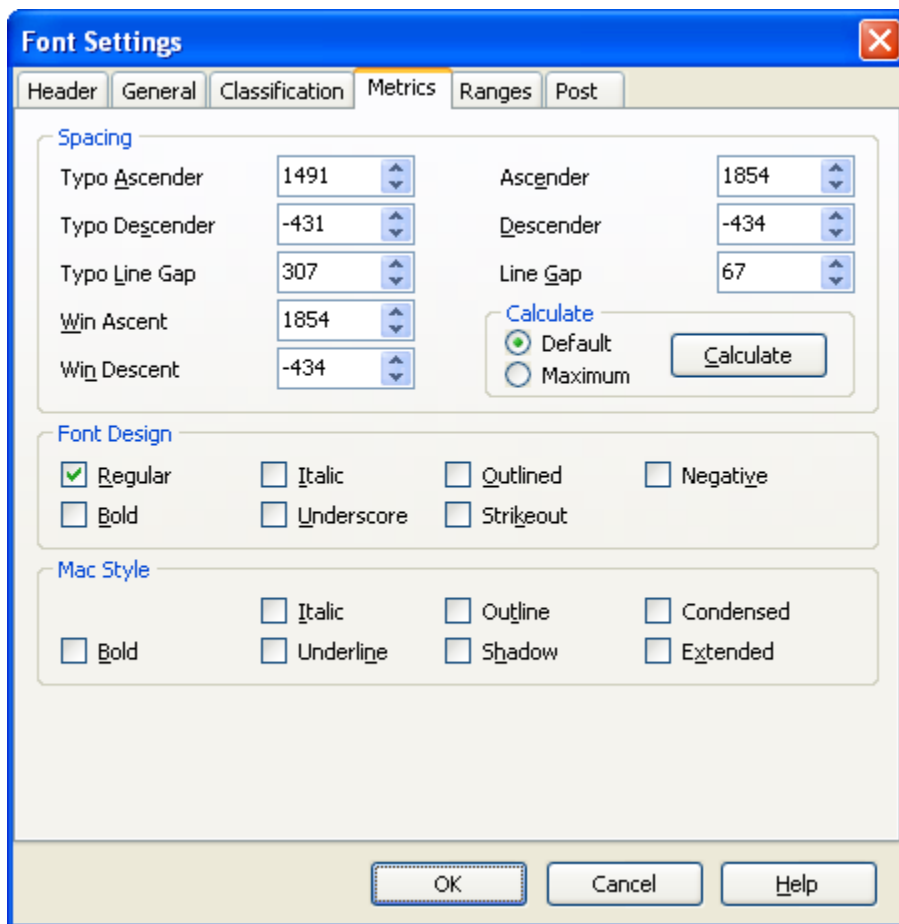 Font Settings
Header General Classification Metrics Ranges Post
Spacing
Typo Ascender 1491 Ascender 1854
Typo Descender -431 Descender -434
Typo Line Gap 307 Line Gap 67
Win Ascent 1854
Win Descent -434
Calculate
Default
Maximum
Calculate
Font Design
Regular Italic Outlined Negative
Bold Underscore Strikeout
Mac Style
Italic Outline Condensed
Bold Underline Shadow Extended
OK Cancel Help